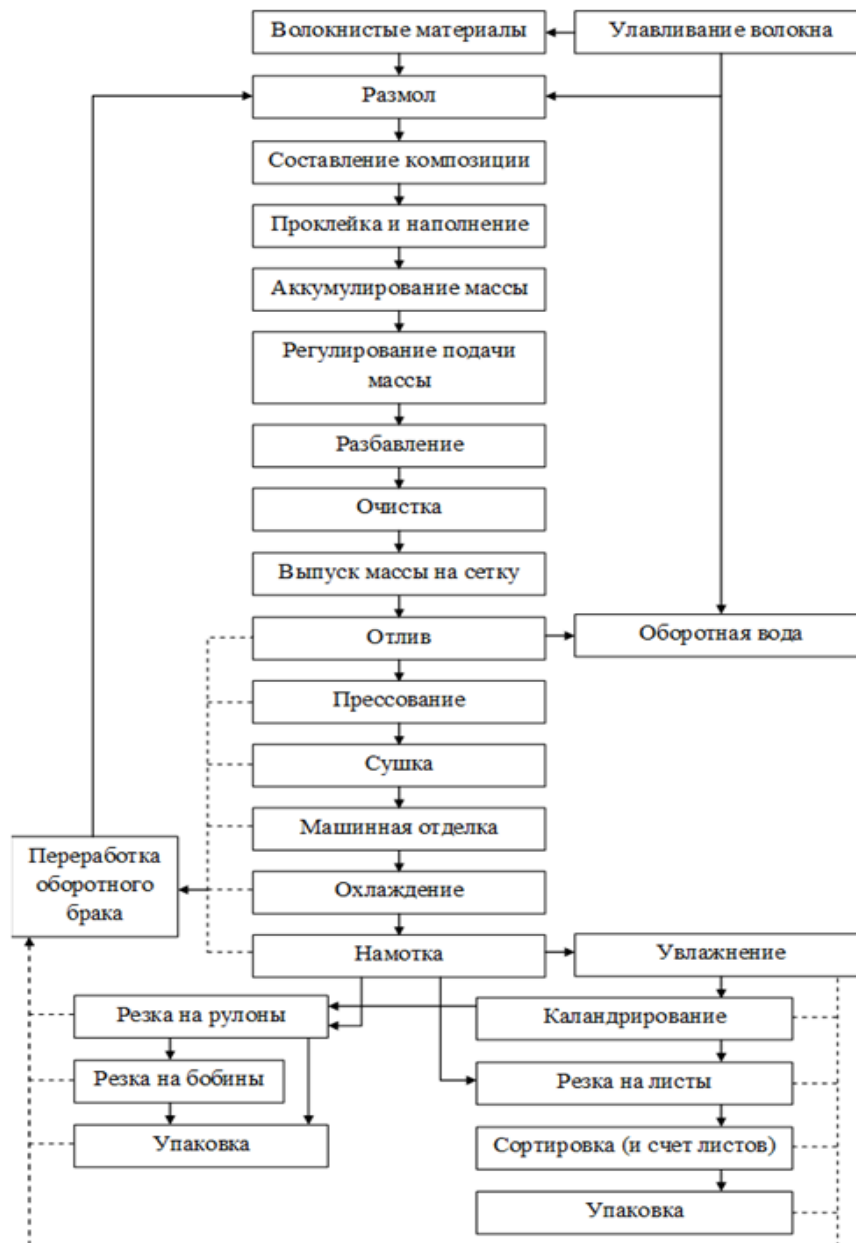 Волокнистые материалы
Улавливание волокна
Размол
Составление композиции
Проклейка и наполнение
Аккумулирование массы
Регулирование подачи
массы
Разбавление
Очистка
Выпуск массы на сетку
Отлив
Оборотная вода
Прессование
Сушка
Машинная отделка
Переработка
оборотного
брака
Охлаждение
Намотка
Увлажнение
Резка на рулоны
Каландрирование
Резка на бобины
Резка на листы
Упаковка
Сортировка (и счет листов)
Упаковка